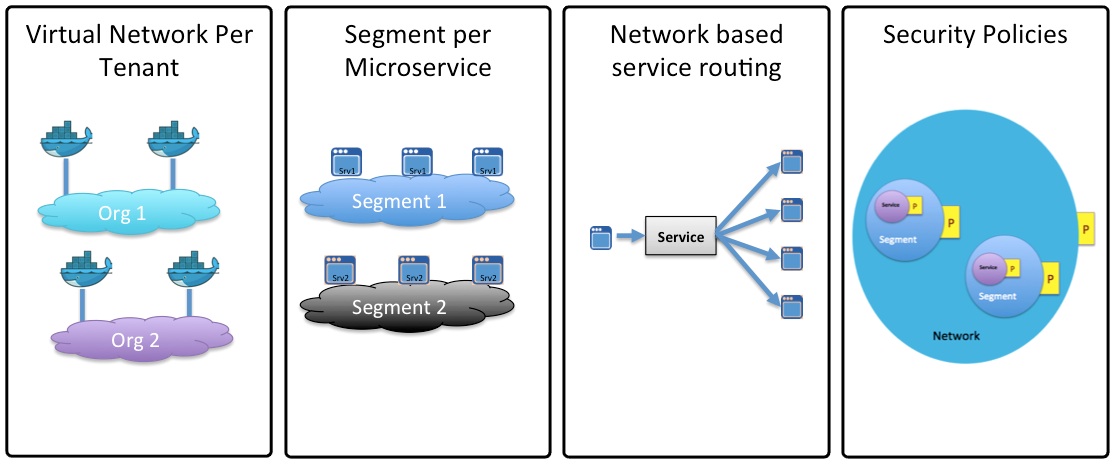 Virtual Network Per
Tenant
Org 1
Org 2
Segment per
Microservice
Srv1
Srv1
Srv1
Segment 1
Srv2
Srv2
Srv2
Segment 2
Network based
service routing
Service
Security Policies
Service
P
Segment
P
P
Service
P
Segment
P
Network